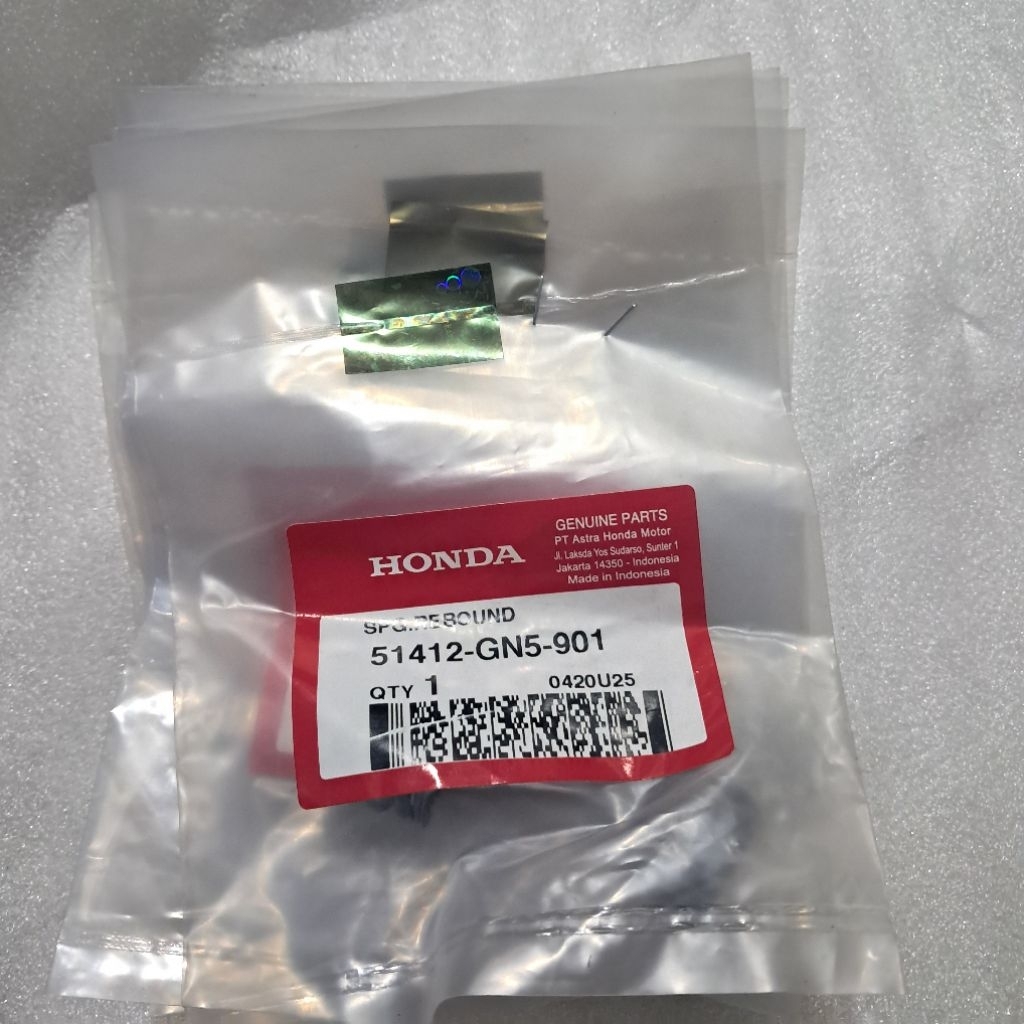 HONDA
GENUINE PARTS
PT Astra Honda Motor
Jl. Laksda Yos Sudarso, Sunter 1
Jakarta 14350 - Indonesia
Made in Indonesia
SPG.REBOUND
51412-GN5-901
QTY 1
0420U25